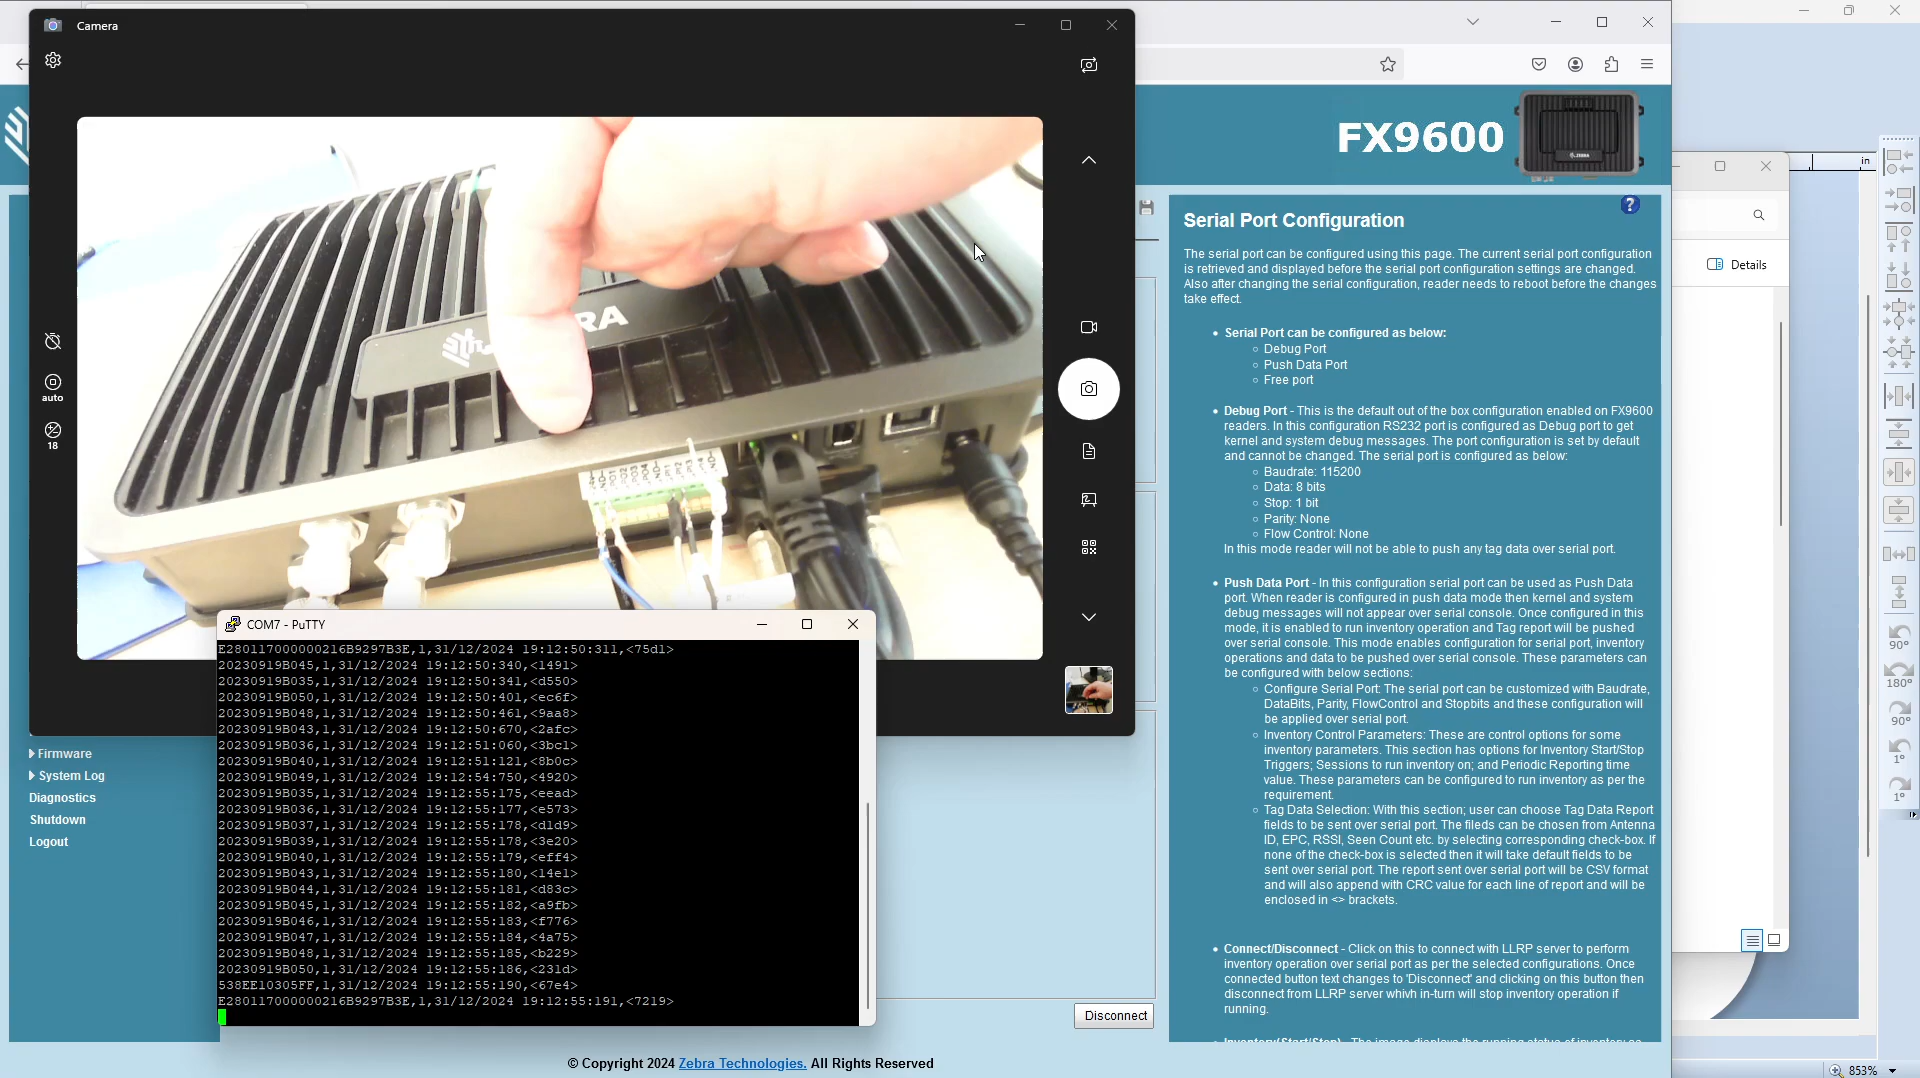 Camera
auto
18
ZEBRA
FX9600
Details
in
Serial Port Configuration
The serial port can be configured using this page. The current serial port configuration
is retrieved and displayed before the serial port configuration settings are changed.
Also after changing the serial configuration, reader needs to reboot before the changes
take effect.
Serial Port can be configured as below:
Debug Port
Push Data Port
Free port
Debug Port - This is the default out of the box configuration enabled on FX9600
readers. In this configuration RS232 port is configured as Debug port to get
kernel and system debug messages. The port configuration is set by default
and cannot be changed. The serial port is configured as below:
Baudrate: 115200
Data: 8 bits
Stop: 1 bit
Parity: None
Flow Control: None
In this mode reader will not be able to push any tag data over serial port.
Push Data Port - In this configuration serial port can be used as Push Data
port. When reader is configured in push data mode then kernel and system
debug messages will not appear over serial console. Once configured in this
mode, it is enabled to run inventory operation and Tag report will be pushed
over serial console. This mode enables configuration for serial port, inventory
operations and data to be pushed over serial console. These parameters can
be configured with below sections:
Configure Serial Port: The serial port can be customized with Baudrate,
DataBits, Parity, FlowControl and Stopbits and these configuration will
be applied over serial port.
Inventory Control Parameters: These are control options for some
inventory parameters. This section has options for Inventory Start/Stop
Triggers; Sessions to run inventory on; and Periodic Reporting time
value. These parameters can be configured to run inventory as per the
requirement.
Tag Data Selection: With this section; user can choose Tag Data Report
fields to be sent over serial port. The fileds can be chosen from Antenna
ID, EPC, RSSI, Seen Count etc. by selecting corresponding check-box. If
none of the check-box is selected then it will take default fields to be
sent over serial port. The report sent over serial port will be CSV format
and will also append with CRC value for each line of report and will be
enclosed in <> brackets.
Connect/Disconnect - Click on this to connect with LLRP server to perform
inventory operation over serial port as per the selected configurations. Once
connected button text changes to 'Disconnect' and clicking on this button then
disconnect from LLRP server whivh in-turn will stop inventory operation if
running.
COM7 - PuTTY
E280117000000216B9297B3E,1,31/12/2024 19:12:50:311,<75d1>
20230919B045,1,31/12/2024 19:12:50:340,<1491>
20230919B035,1,31/12/2024 19:12:50:341,<d550>
20230919B050,1,31/12/2024 19:12:50:401,<ec6f>
20230919B048,1,31/12/2024 19:12:50:461,<9aa8>
20230919B043,1,31/12/2024 19:12:50:670,<2afc>
20230919B036,1,31/12/2024 19:12:51:060,<3bc1>
20230919B040,1,31/12/2024 19:12:51:121,<8b0c>
20230919B049,1,31/12/2024 19:12:54:750,<4920>
20230919B035,1,31/12/2024 19:12:55:175,<eead>
20230919B036,1,31/12/2024 19:12:55:177,<e573>
20230919B037,1,31/12/2024 19:12:55:178,<d1d9>
20230919B039,1,31/12/2024 19:12:55:178,<3e20>
20230919B040,1,31/12/2024 19:12:55:179,<eff4>
20230919B043,1,31/12/2024 19:12:55:180,<14e1>
20230919B044,1,31/12/2024 19:12:55:181,<d83c>
20230919B045,1,31/12/2024 19:12:55:182,<a9fb>
20230919B046,1,31/12/2024 19:12:55:183,<f776>
20230919B047,1,31/12/2024 19:12:55:184,<4a75>
20230919B048,1,31/12/2024 19:12:55:185,<b229>
20230919B050,1,31/12/2024 19:12:55:186,<231d>
538EE10305FF,1,31/12/2024 19:12:55:190,<67e4>
E280117000000216B9297B3E,1,31/12/2024 19:12:55:191,<7219>
Firmware
System Log
Diagnostics
Shutdown
Logout
Disconnect
© Copyright 2024 Zebra Technologies. All Rights Reserved
90°
180°
90°
1°
1°
853%